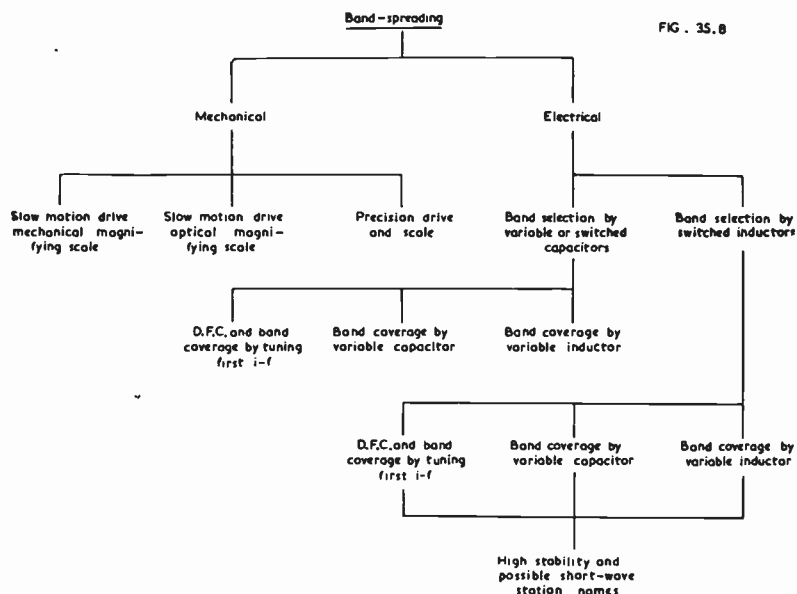 Band-spreading
FIG. 35.8
Mechanical
Electrical
Slow motion drive
mechanical magni-
fying scale
Slow motion drive
optical magni-
fying scale
Precision drive
and scale
Band selection by
variable or switched
capacitors
Band selection by
switched inductors
D.F.C. and band
coverage by tuning
first i-f
Band coverage by
variable capacitor
Band coverage by
variable inductor
D.F.C. and band
coverage by tuning
first i-f
Band coverage by
variable capacitor
Band coverage by
variable inductor
High stability and
possible short-wave
station names